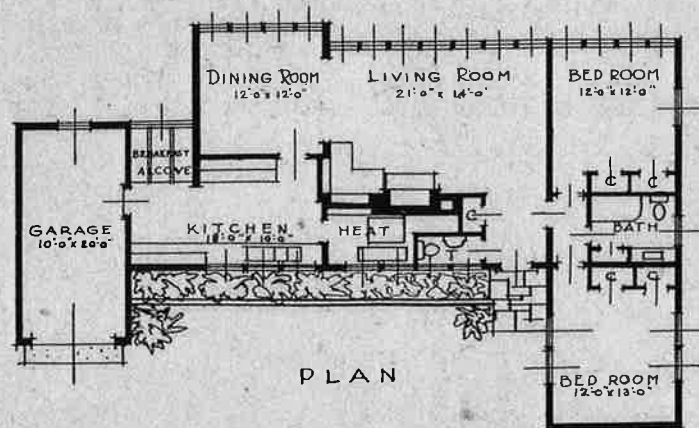 DINING ROOM
12'-0" x 12'-0"
LIVING ROOM
21'-0" x 14'-0"
BED ROOM
12'-0" x 12'-0"
BREAKFAST
ALCOVE
GARAGE
10'-0" x 20'-0"
KITCHEN
HEAT
C
C
C
BATH
T
C
C
PLAN
BED ROOM
12'-0" x 13'-0"